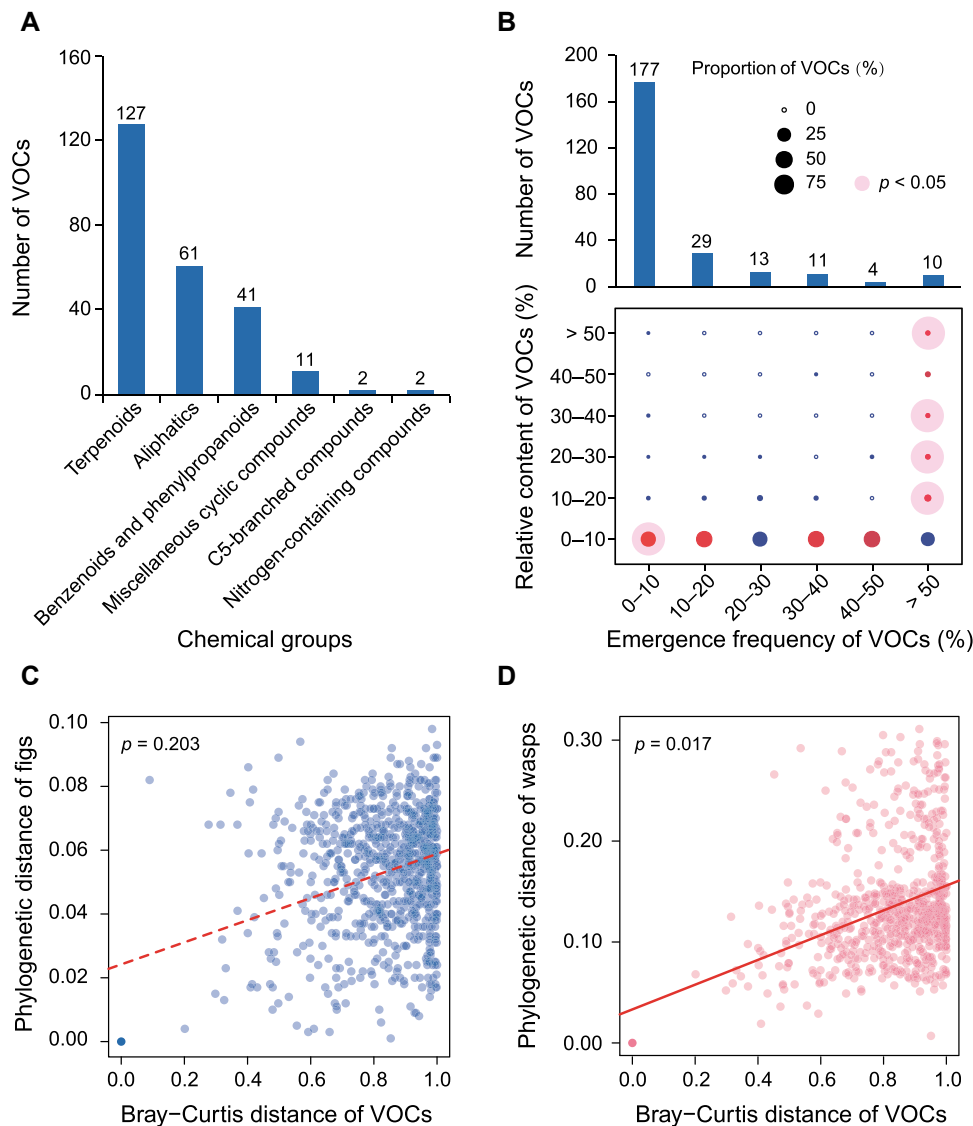 A
Number of VOCs
160
120
80
40
0
127
61
41
11
2
2
Terpenoids
Aliphatics
Benzenoids and phenylpropanoids
Miscellaneous cyclic compounds
C5-branched compounds
Nitrogen-containing compounds
Chemical groups
B
Number of VOCs
200
160
120
80
40
0
177
29
13
11
4
10
Proportion of VOCs (%)
0
25
50
75
p < 0.05
Relative content of VOCs (%)
> 50
40–50
30–40
20–30
10–20
0–10
0–10
10–20
20–30
30–40
40–50
> 50
Emergence frequency of VOCs (%)
C
p = 0.203
Phylogenetic distance of figs
0.10
0.08
0.06
0.04
0.02
0.00
0.0
0.2
0.4
0.6
0.8
1.0
Bray−Curtis distance of VOCs
D
p = 0.017
Phylogenetic distance of wasps
0.30
0.20
0.10
0.00
0.0
0.2
0.4
0.6
0.8
1.0
Bray−Curtis distance of VOCs